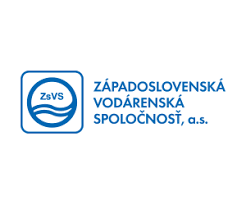 ZsVS
ZÁPADOSLOVENSKÁ
VODÁRENSKÁ
SPOLOČNOSŤ, a.s.